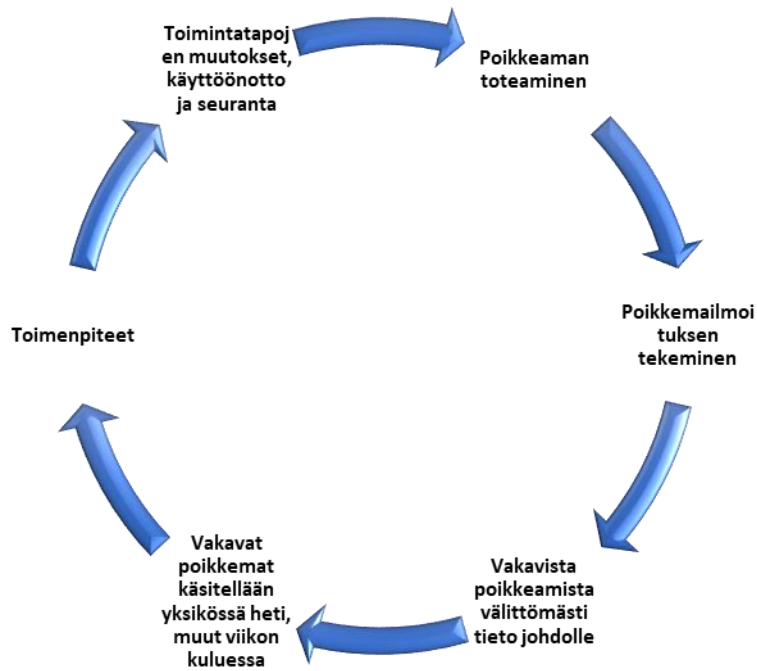 Toimintatapoj
en muutokset,
käyttöönotto
ja seuranta
Poikkeaman
toteaminen
Poikkemailmoi
tuksen
tekeminen
Vakavista
poikkeamista
välittömästi
tieto johdolle
Vakavat
poikkemat
käsitellään
yksikössä heti,
muut viikon
kuluessa
Toimenpiteet